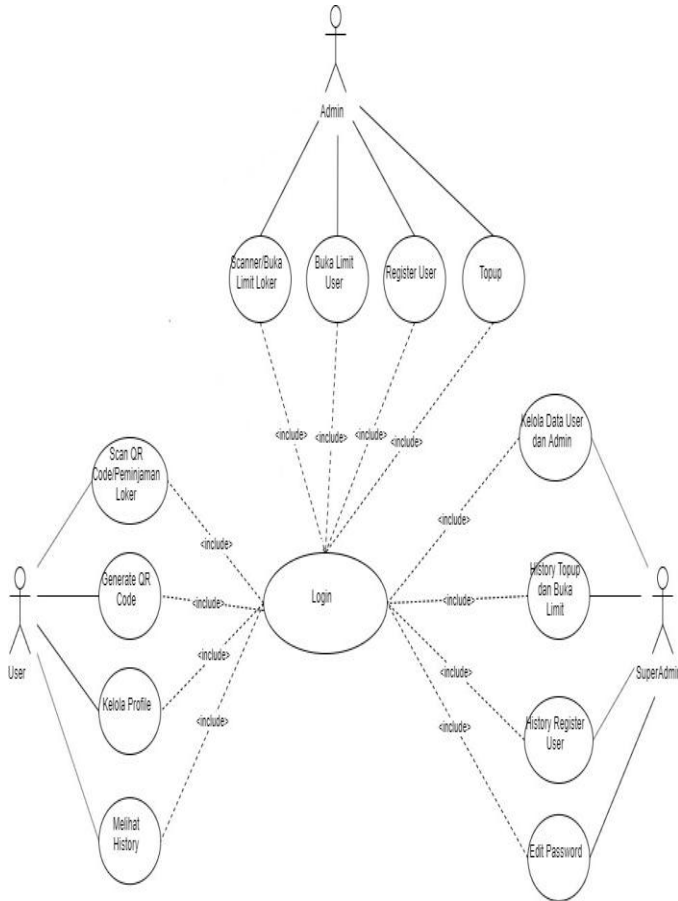 Admin
Scanner/Buka
Limit Loker
Buka Limit
User
Register User
Topup
<include>
<include>
<include>
<include>
Scan QR
Code/Peminjaman
Loker
Generate QR
Code
Kelola Profile
Melihat
History
User
<include>
<include>
<include>
<include>
Login
<include>
<include>
<include>
<include>
Kelola Data User
dan Admin
History Topup
dan Buka
Limit
History Register
User
Edit Password
SuperAdmin